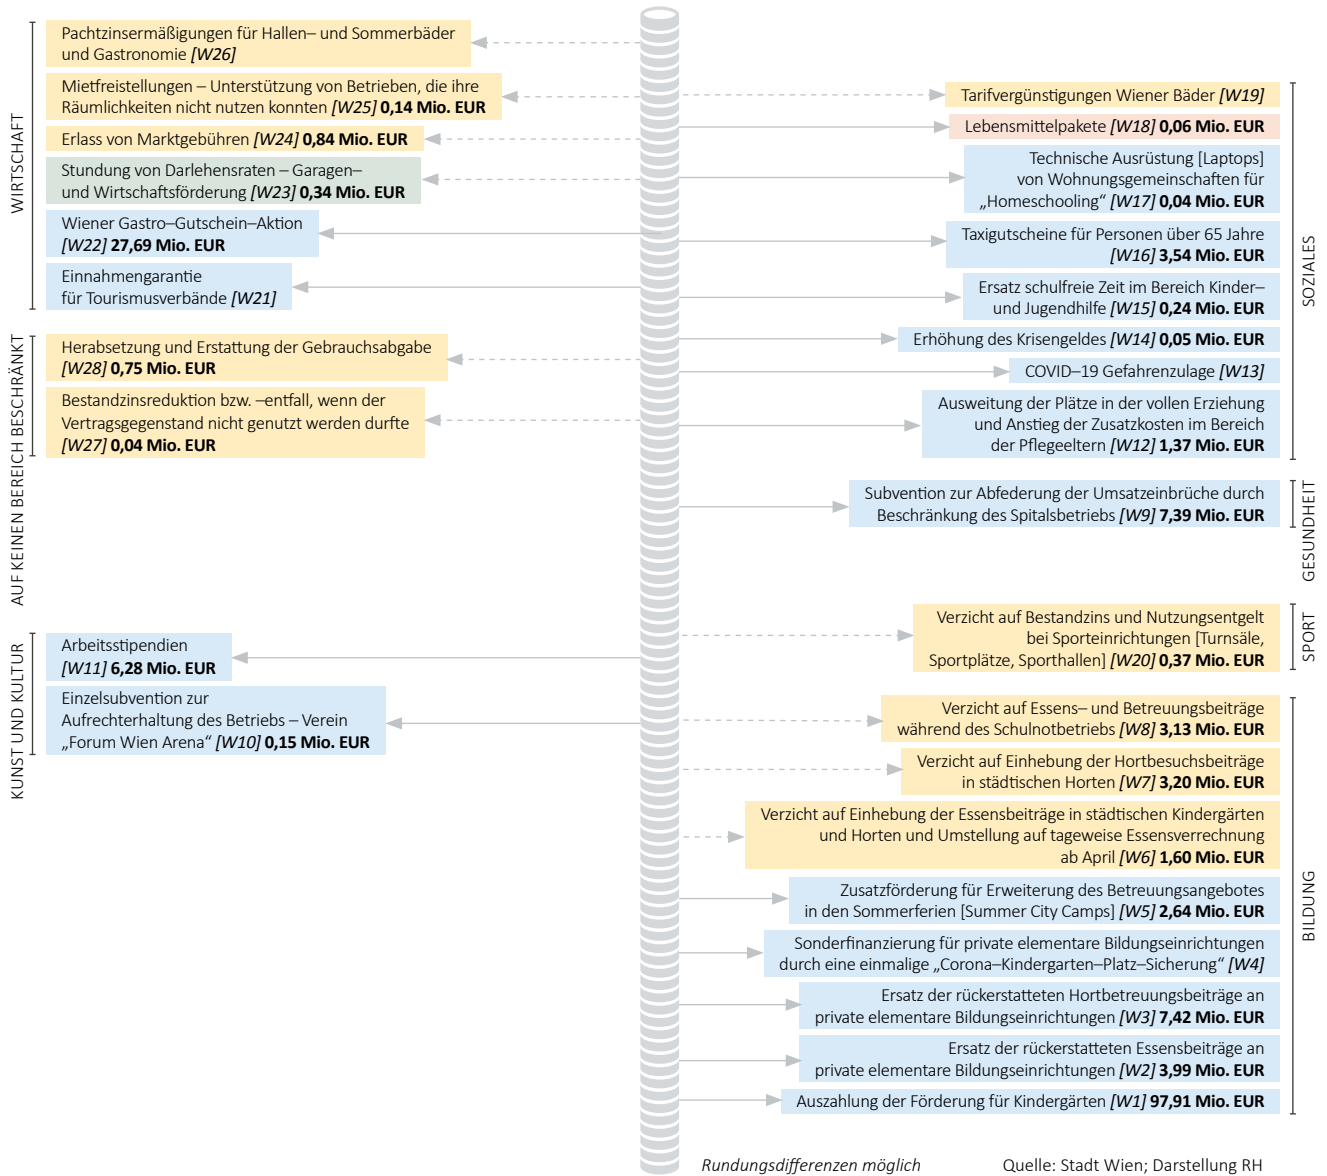 WIRTSCHAFT
Pachtzinsermäßigungen für Hallen– und Sommerbäder
und Gastronomie [W26]
Mietfreistellungen – Unterstützung von Betrieben, die ihre
Räumlichkeiten nicht nutzen konnten [W25] 0,14 Mio. EUR
Erlass von Marktgebühren [W24] 0,84 Mio. EUR
Stundung von Darlehensraten – Garagen–
und Wirtschaftsförderung [W23] 0,34 Mio. EUR
Wiener Gastro–Gutschein–Aktion
[W22] 27,69 Mio. EUR
Einnahmengarantie
für Tourismusverbände [W21]
AUF KEINEN BEREICH BESCHRÄNKT
Herabsetzung und Erstattung der Gebrauchsabgabe
[W28] 0,75 Mio. EUR
Bestandzinsreduktion bzw. –entfall, wenn der
Vertragsgegenstand nicht genutzt werden durfte
[W27] 0,04 Mio. EUR
KUNST UND KULTUR
Arbeitsstipendien
[W11] 6,28 Mio. EUR
Einzelsubvention zur
Aufrechterhaltung des Betriebs – Verein
„Forum Wien Arena“ [W10] 0,15 Mio. EUR
SOZIALES
Tarifvergünstigungen Wiener Bäder [W19]
Lebensmittelpakete [W18] 0,06 Mio. EUR
Technische Ausrüstung [Laptops]
von Wohnungsgemeinschaften für
„Homeschooling“ [W17] 0,04 Mio. EUR
Taxigutscheine für Personen über 65 Jahre
[W16] 3,54 Mio. EUR
Ersatz schulfreie Zeit im Bereich Kinder–
und Jugendhilfe [W15] 0,24 Mio. EUR
Erhöhung des Krisengeldes [W14] 0,05 Mio. EUR
COVID–19 Gefahrenzulage [W13]
Ausweitung der Plätze in der vollen Erziehung
und Anstieg der Zusatzkosten im Bereich
der Pflegeeltern [W12] 1,37 Mio. EUR
GESUNDHEIT
Subvention zur Abfederung der Umsatzeinbrüche durch
Beschränkung des Spitalsbetriebs [W9] 7,39 Mio. EUR
SPORT
Verzicht auf Bestandzins und Nutzungsentgelt
bei Sporteinrichtungen [Turnsäle,
Sportplätze, Sporthallen] [W20] 0,37 Mio. EUR
BILDUNG
Verzicht auf Essens– und Betreuungsbeiträge
während des Schulnotbetriebs [W8] 3,13 Mio. EUR
Verzicht auf Einhebung der Hortbesuchsbeiträge
in städtischen Horten [W7] 3,20 Mio. EUR
Verzicht auf Einhebung der Essensbeiträge in städtischen Kindergärten
und Horten und Umstellung auf tageweise Essensverrechnung
ab April [W6] 1,60 Mio. EUR
Zusatzförderung für Erweiterung des Betreuungsangebotes
in den Sommerferien [Summer City Camps] [W5] 2,64 Mio. EUR
Sonderfinanzierung für private elementare Bildungseinrichtungen
durch eine einmalige „Corona–Kindergarten–Platz–Sicherung“ [W4]
Ersatz der rückerstatteten Hortbetreuungsbeiträge an
private elementare Bildungseinrichtungen [W3] 7,42 Mio. EUR
Ersatz der rückerstatteten Essensbeiträge an
private elementare Bildungseinrichtungen [W2] 3,99 Mio. EUR
Auszahlung der Förderung für Kindergärten [W1] 97,91 Mio. EUR
Rundungsdifferenzen möglich
Quelle: Stadt Wien; Darstellung RH